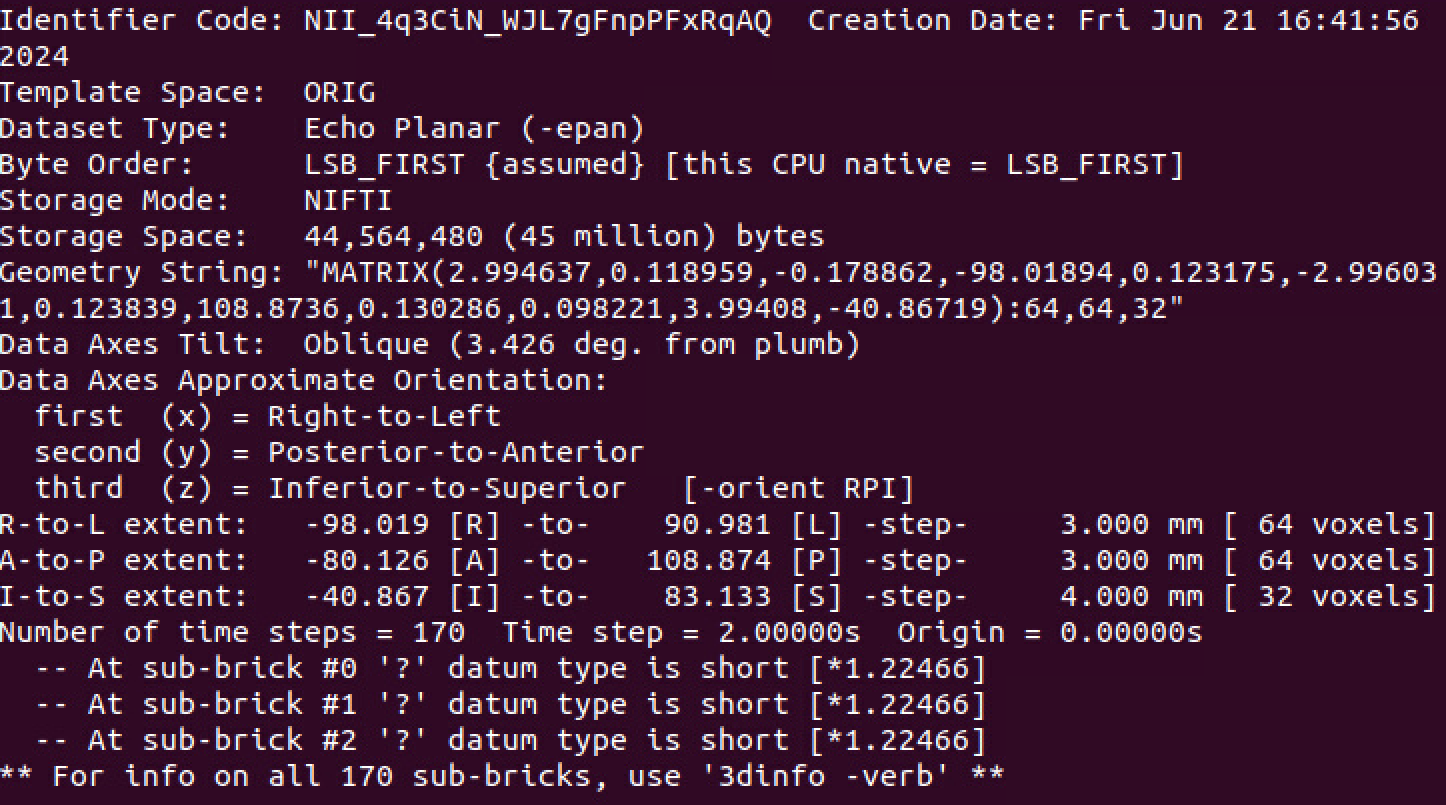 Identifier Code: NII_4q3CiN_WJL7gFnpPFxRqAQ  Creation Date: Fri Jun 21 16:41:56
2024
Template Space:  ORIG
Dataset Type:    Echo Planar (-epan)
Byte Order:      LSB_FIRST {assumed} [this CPU native = LSB_FIRST]
Storage Mode:    NIFTI
Storage Space:   44,564,480 (45 million) bytes
Geometry String: "MATRIX(2.994637,0.118959,-0.178862,-98.01894,0.123175,-2.99603
1,0.123839,108.8736,0.130286,0.098221,3.99408,-40.86719):64,64,32"
Data Axes Tilt:  Oblique (3.426 deg. from plumb)
Data Axes Approximate Orientation:
  first  (x) = Right-to-Left
  second (y) = Posterior-to-Anterior
  third  (z) = Inferior-to-Superior   [-orient RPI]
R-to-L extent:   -98.019 [R] -to-    90.981 [L] -step-     3.000 mm [ 64 voxels]
A-to-P extent:   -80.126 [A] -to-   108.874 [P] -step-     3.000 mm [ 64 voxels]
I-to-S extent:   -40.867 [I] -to-    83.133 [S] -step-     4.000 mm [ 32 voxels]
Number of time steps = 170  Time step = 2.00000s  Origin = 0.00000s
  -- At sub-brick #0 '?' datum type is short [*1.22466]
  -- At sub-brick #1 '?' datum type is short [*1.22466]
  -- At sub-brick #2 '?' datum type is short [*1.22466]
** For info on all 170 sub-bricks, use '3dinfo -verb' **